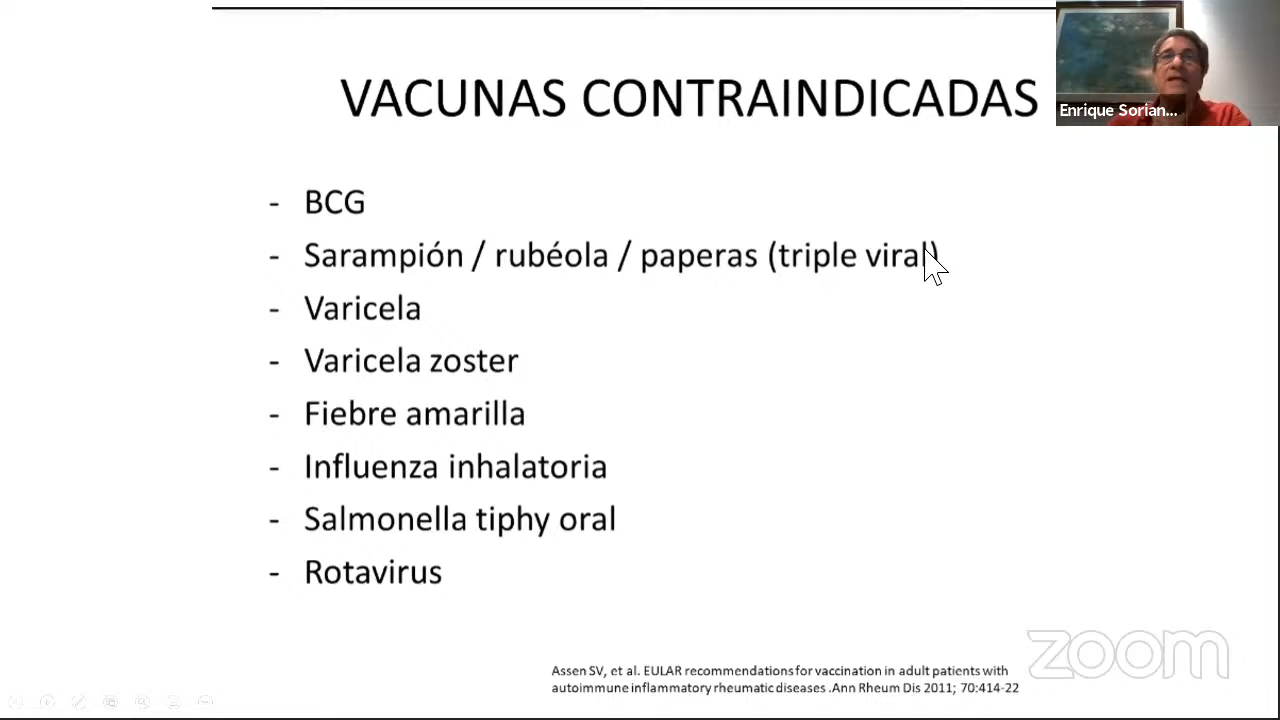 VACUNAS CONTRAINDICADAS
Enrique Sorian...
- BCG
- Sarampión / rubéola / paperas (triple viral)
- Varicela
- Varicela zoster
- Fiebre amarilla
- Influenza inhalatoria
- Salmonella tiphy oral
- Rotavirus
zoom
Assen SV, et al. EULAR recommendations for vaccination in adult patients with
autoimmune inflammatory rheumatic diseases .Ann Rheum Dis 2011; 70:414-22